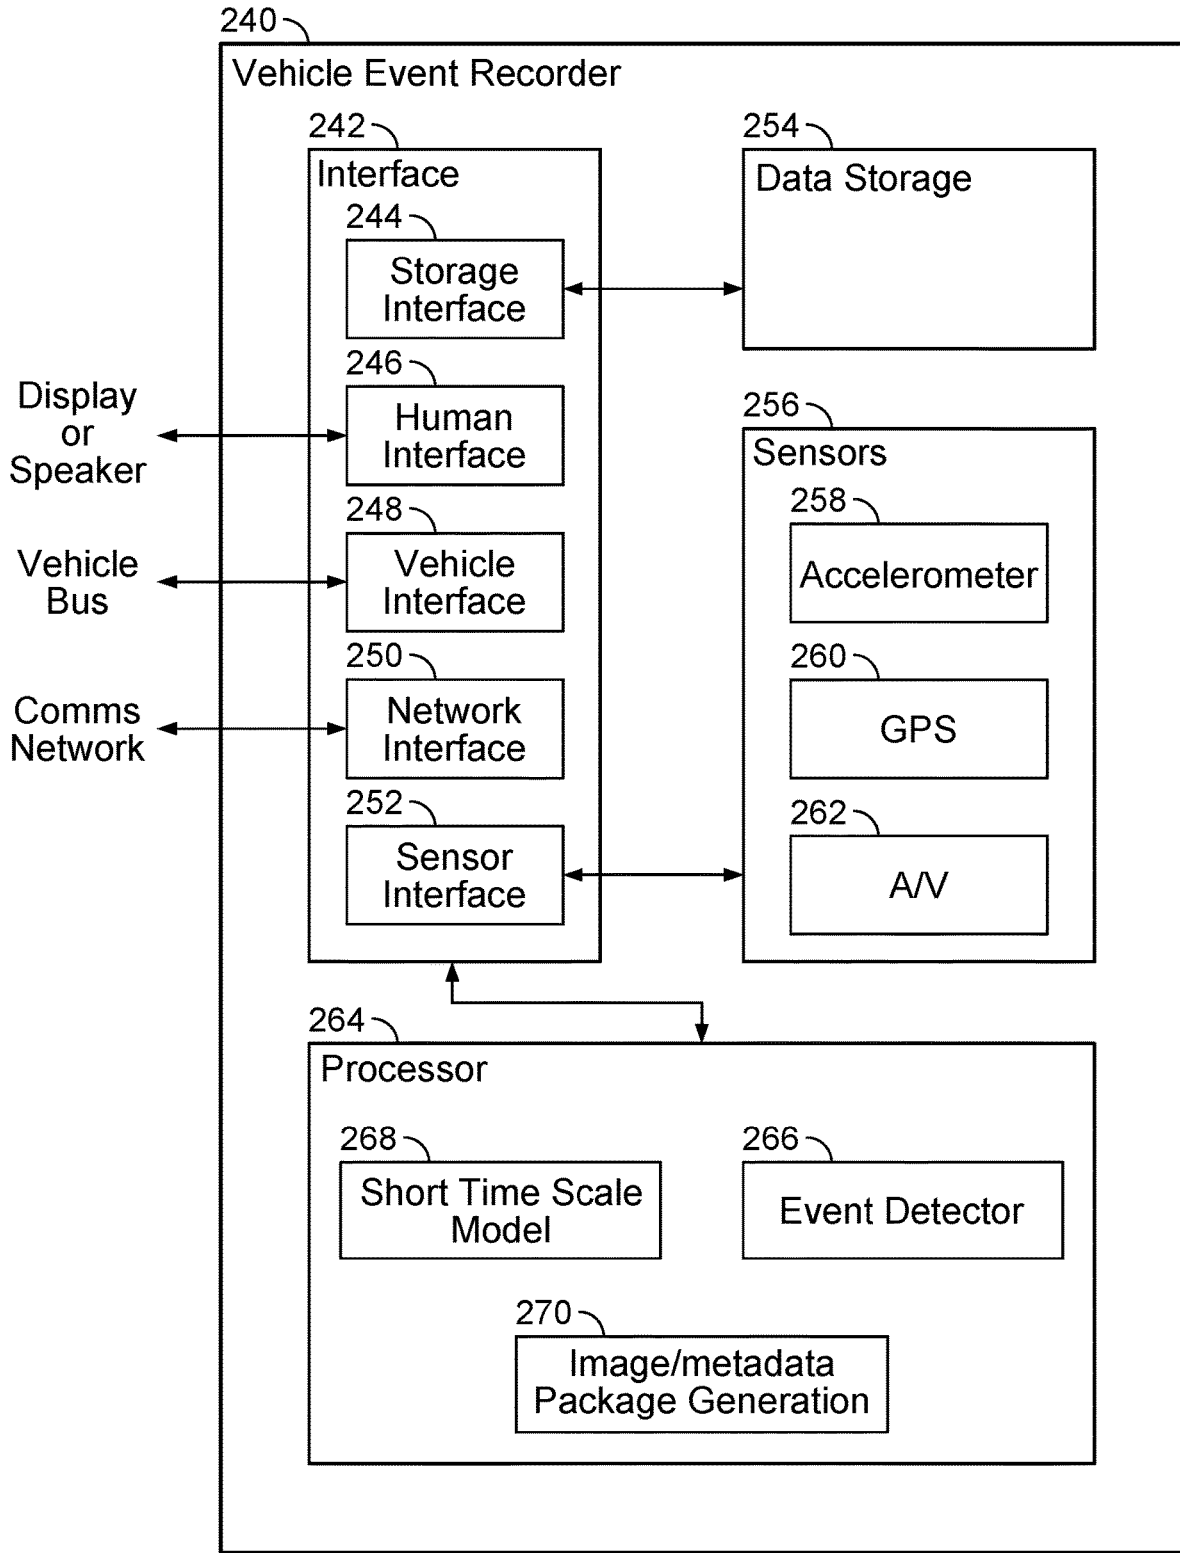 240
Vehicle Event Recorder
242
Interface
244
Storage
Interface
246
Human
Interface
248
Vehicle
Interface
250
Network
Interface
252
Sensor
Interface
Display
or
Speaker
Vehicle
Bus
Comms
Network
254
Data Storage
256
Sensors
258
Accelerometer
260
GPS
262
A/V
264
Processor
268
Short Time Scale
Model
266
Event Detector
270
Image/metadata
Package Generation